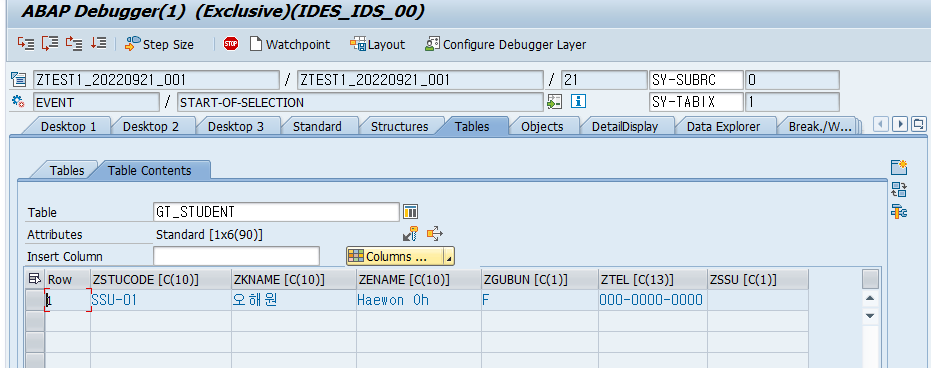 ABAP Debugger(1) (Exclusive)(IDES_IDS_00)
Step Size STOP Watchpoint Layout Configure Debugger Layer
ZTEST1_20220921_001 / ZTEST1_20220921_001 / 21 SY-SUBRC 0
EVENT / START-OF-SELECTION SY-TABIX 1
Desktop 1 Desktop 2 Desktop 3 Standard Structures Tables Objects DetailDisplay Data Explorer Break./W...
Tables Table Contents
Table GT_STUDENT
Attributes Standard [1x6(90)]
Insert Column Columns ...
Row ZSTUCODE [C(10)] ZKNAME [C(10)] ZENAME [C(10)] ZGUBUN [C(1)] ZTEL [C(13)] ZSSU [C(1)]
1 SSU-01 오해원 Haewon Oh F 000-0000-0000